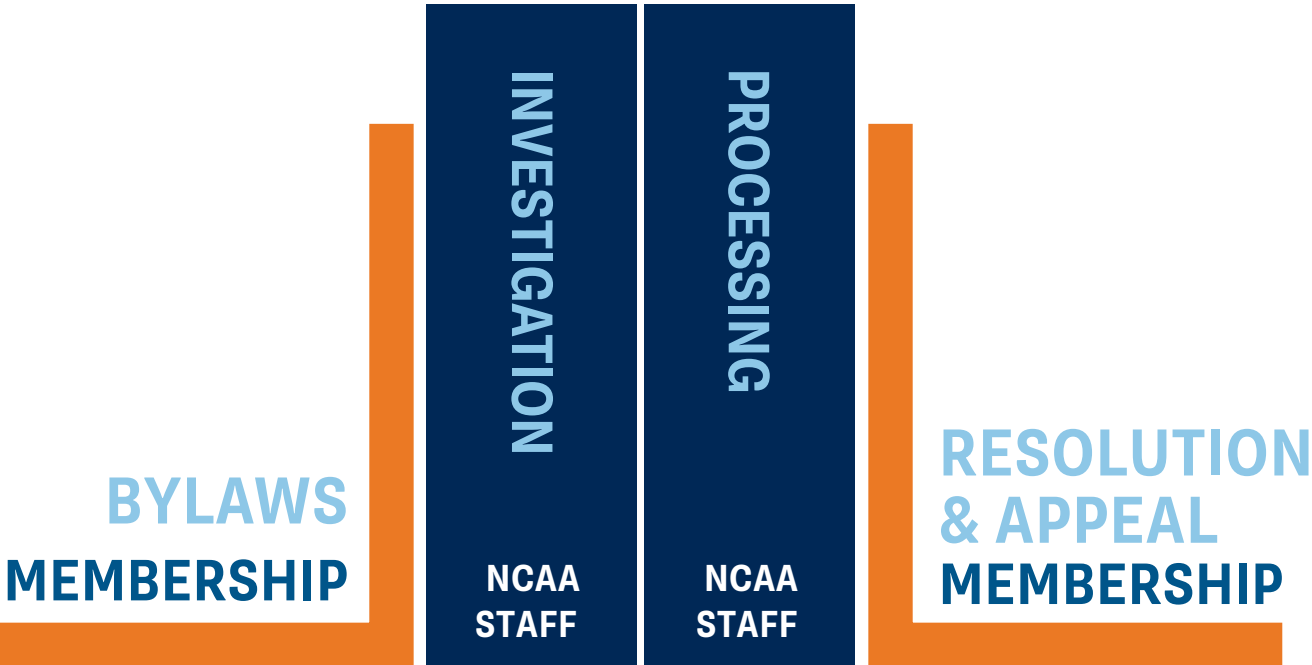 BYLAWS
MEMBERSHIP
INVESTIGATION
NCAA
STAFF
PROCESSING
NCAA
STAFF
RESOLUTION
& APPEAL
MEMBERSHIP